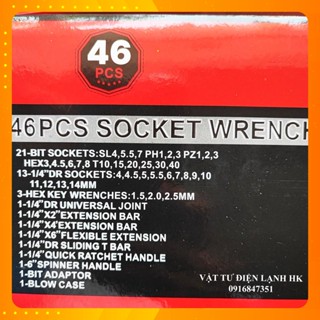 46
PCS
46PCS SOCKET WRENCH
21-BIT SOCKETS:SL4,5.5,7 PH1,2,3 PZ1,2,3
HEX3,4,5,6,7,8 T10,15,20,25,30,40
13-1/4"DR SOCKETS:4,4.5,5,5.5,6,7,8,9,10
11,12,13,14MM
3-HEX KEY WRENCHES:1.5,2.0,2.5MM
1-1/4"DR UNIVERSAL JOINT
1-1/4"X2"EXTENSION BAR
1-1/4"X4"EXTENSION BAR
1-1/4"X6"FLEXIBLE EXTENSION
1-1/4"DR SLIDING T BAR
1-1/4"QUICK RATCHET HANDLE
1-6"SPINNER HANDLE
1-BIT ADAPTOR
1-BLOW CASE
VẬT TƯ ĐIỆN LẠNH HK
0916847351